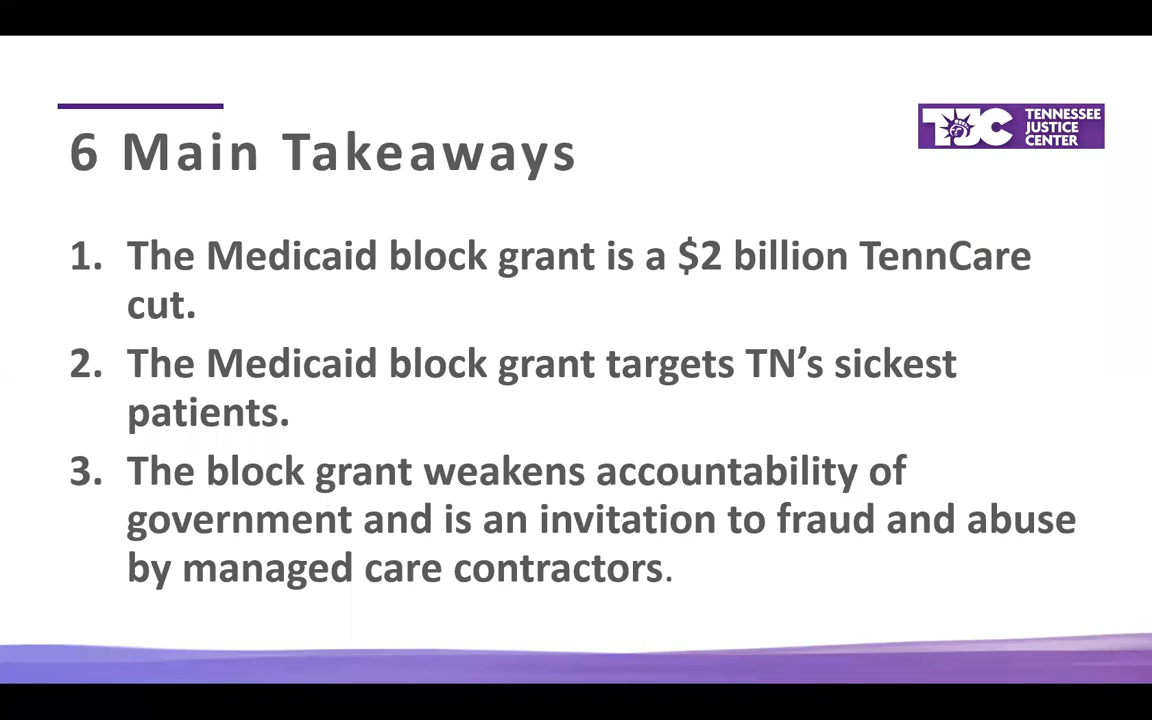 6 Main Takeaways
TJC
TENNESSEE
JUSTICE
CENTER
1. The Medicaid block grant is a $2 billion TennCare
cut.
2. The Medicaid block grant targets TN’s sickest
patients.
3. The block grant weakens accountability of
government and is an invitation to fraud and abuse
by managed care contractors.